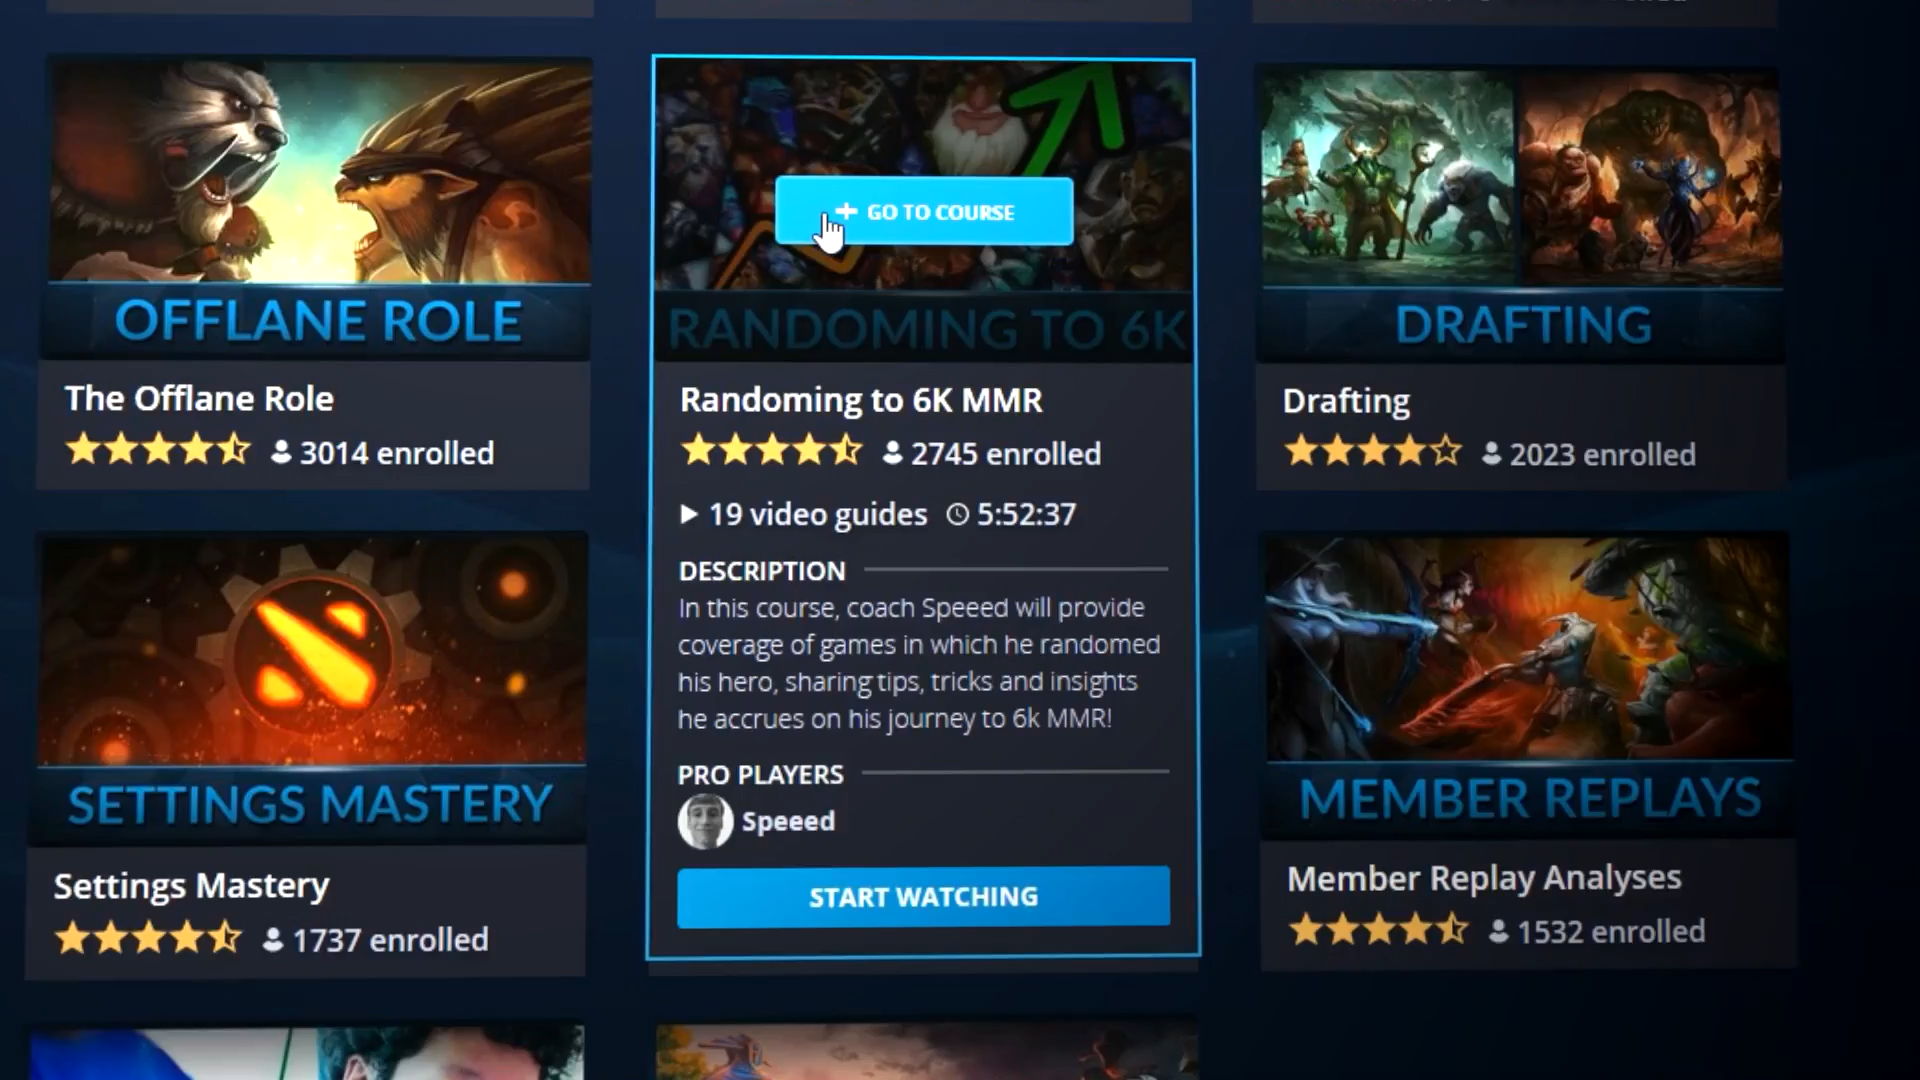 enrolled
OFFLANE ROLE
The Offlane Role
3014 enrolled
GO TO COURSE
RANDOMING TO 6K
Randoming to 6K MMR
2745 enrolled
19 video guides 5:52:37
DESCRIPTION
In this course, coach Speeed will provide
coverage of games in which he randomed
his hero, sharing tips, tricks and insights
he accrues on his journey to 6k MMR!
PRO PLAYERS
Speeed
START WATCHING
DRAFTING
Drafting
2023 enrolled
SETTINGS MASTERY
Settings Mastery
1737 enrolled
MEMBER REPLAYS
Member Replay Analyses
1532 enrolled